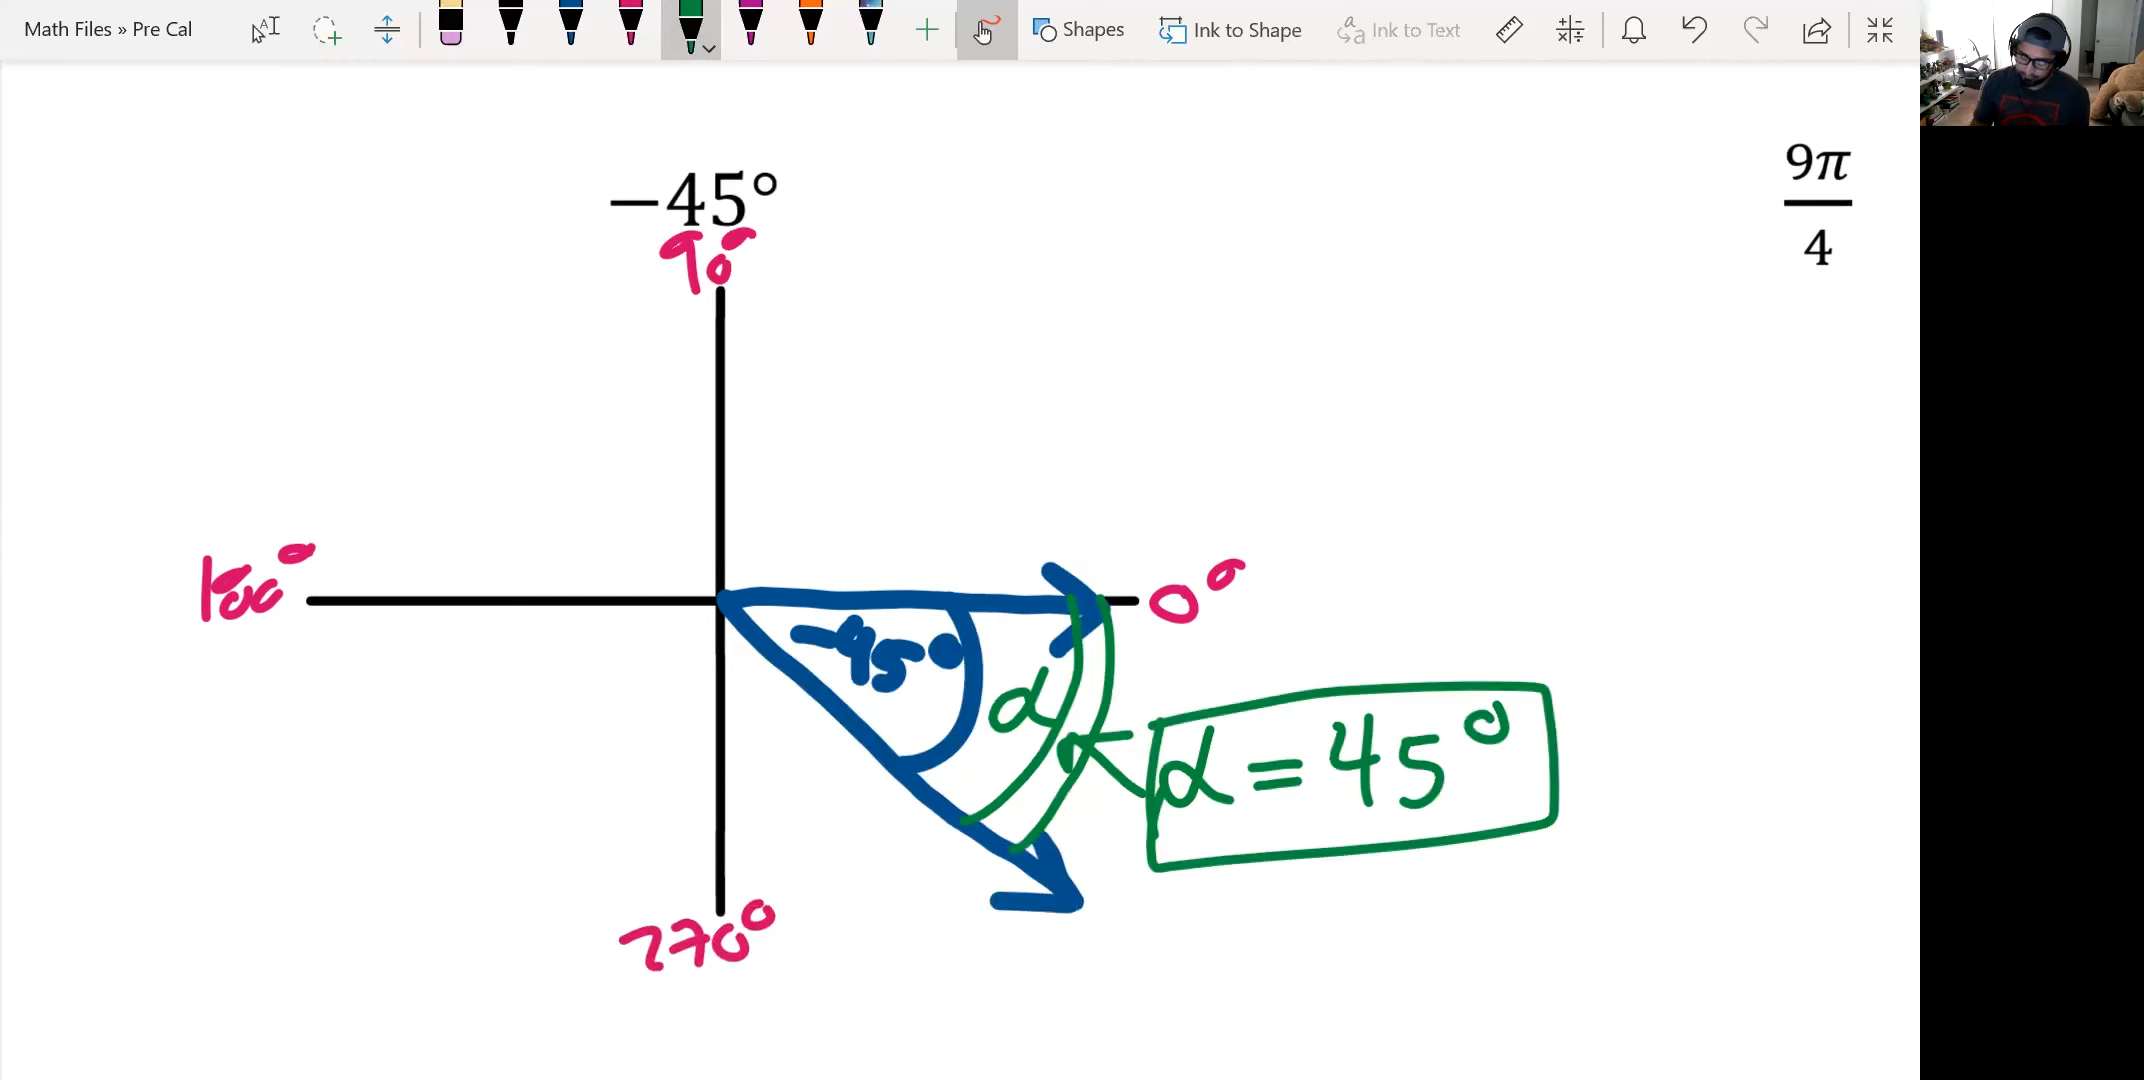 Math Files » Pre Cal
Shapes
Ink to Shape
Ink to Text
−45°
9π
4
90°
180°
0°
-45°
α
α = 45°
270°